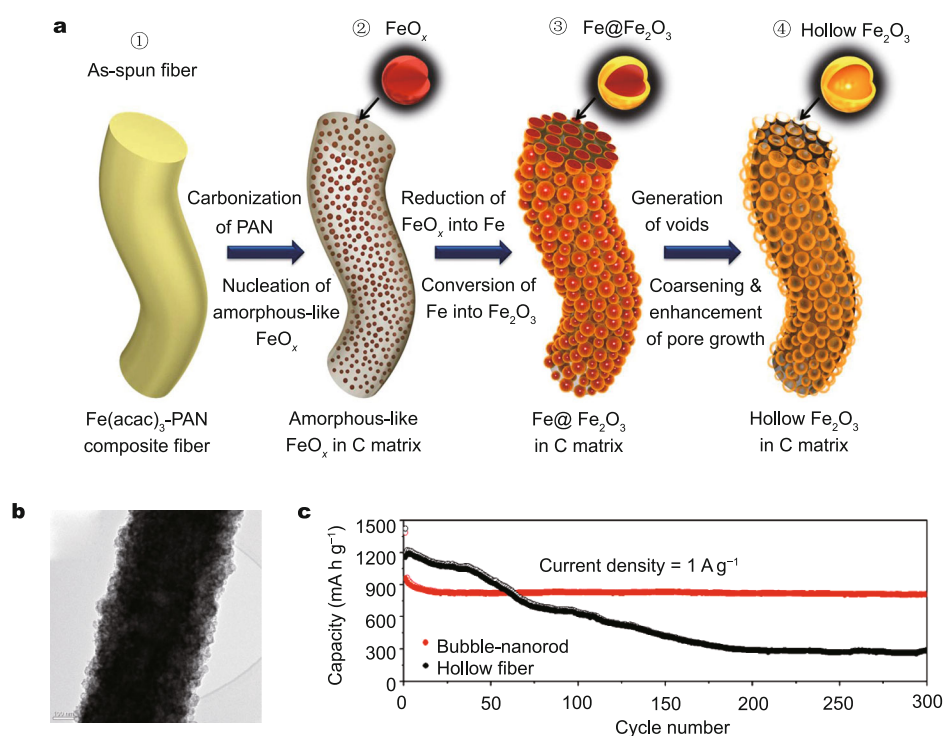 a
① ② FeOₓ ③ Fe@Fe₂O₃ ④ Hollow Fe₂O₃
As-spun fiber
Carbonization
of PAN
Nucleation of
amorphous-like
FeOₓ
Reduction of
FeOₓ into Fe
Conversion of
Fe into Fe₂O₃
Generation
of voids
Coarsening &
enhancement
of pore growth
Fe(acac)₃-PAN
composite fiber
Amorphous-like
FeOₓ in C matrix
Fe@ Fe₂O₃
in C matrix
Hollow Fe₂O₃
in C matrix
b
100 nm
c
Capacity (mA h g⁻¹)
1500
1200
900
600
300
0
Current density = 1 A g⁻¹
Bubble-nanorod
Hollow fiber
0 50 100 150 200 250 300
Cycle number